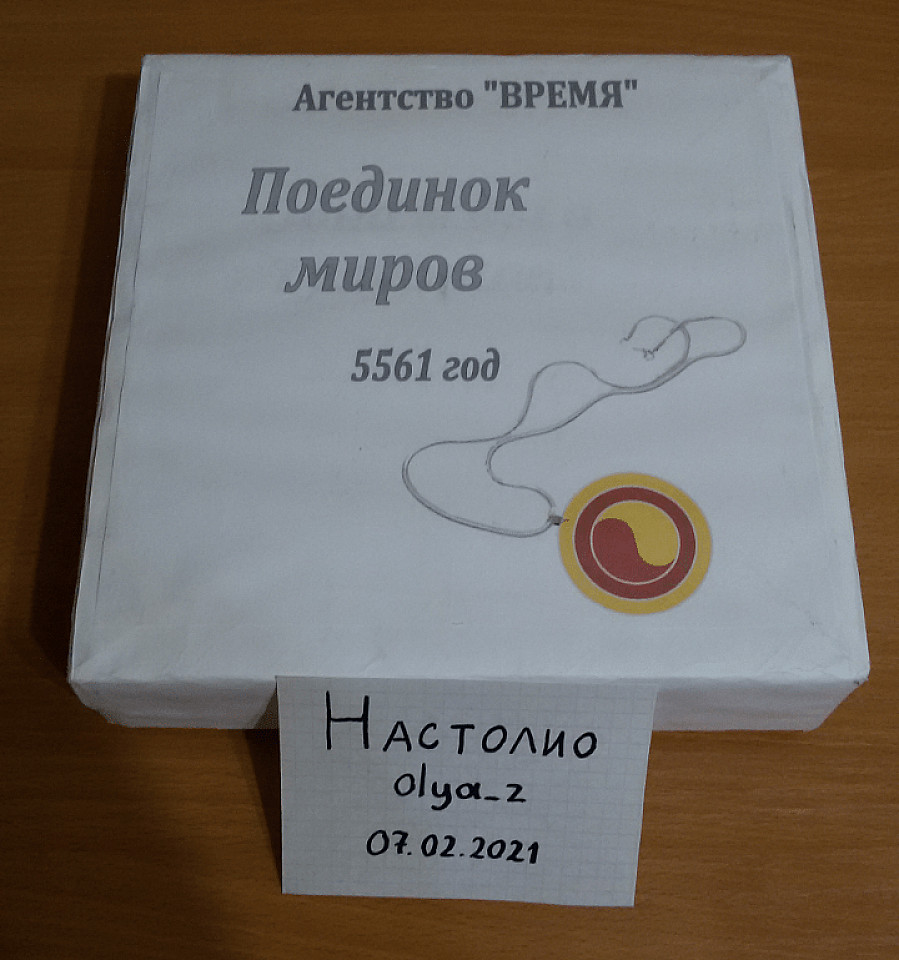 Агентство "ВРЕМЯ"
Поединок
миров
5561 год
Настолио
olya_z
07.02.2021